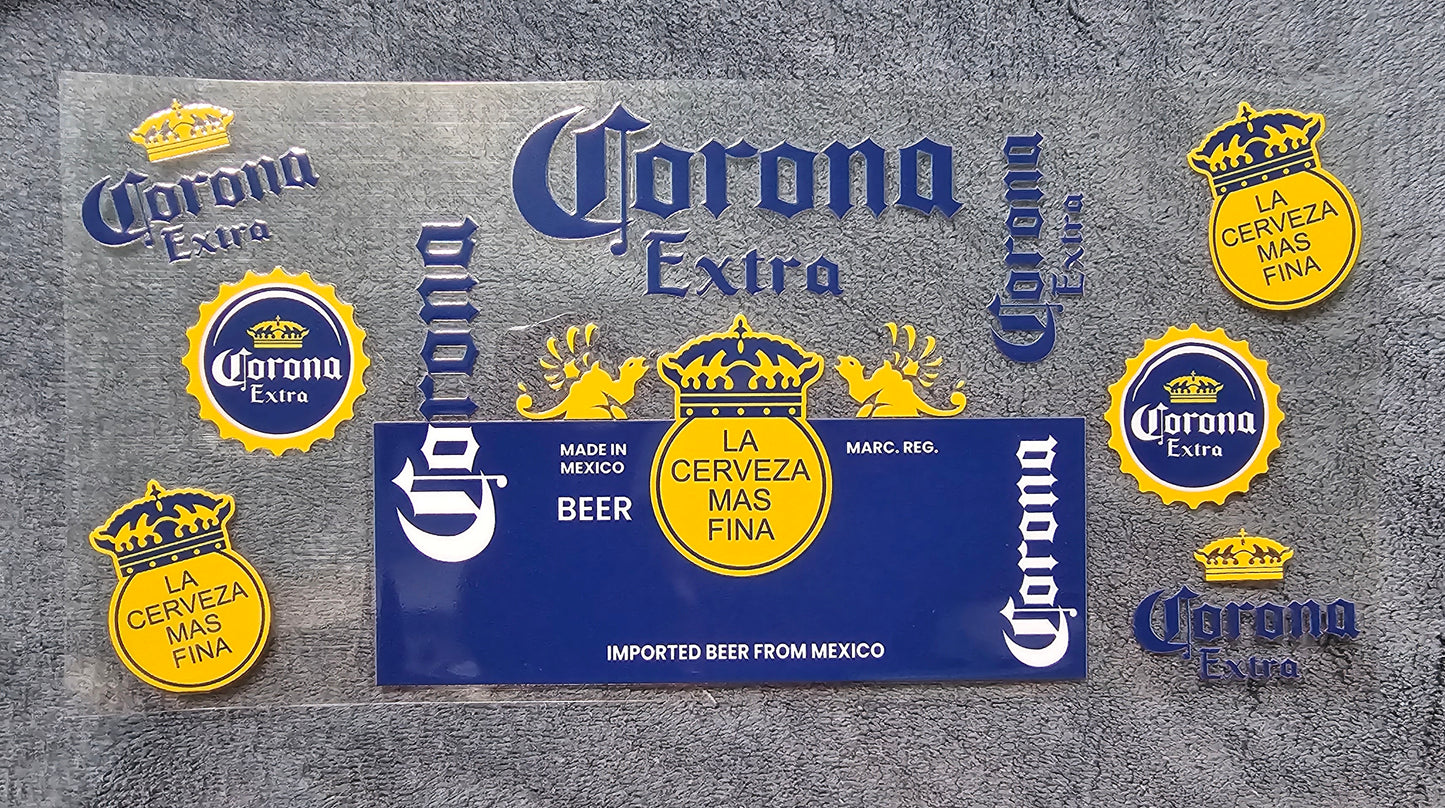 Corona
Extra
Corona
Extra
LA
CERVEZA
MAS
FINA
Corona
Corona
Extra
Corona
Extra
Corona
Extra
LA
CERVEZA
MAS
FINA
MADE IN
MEXICO
BEER
LA
CERVEZA
MAS
FINA
MARC. REG.
IMPORTED BEER FROM MEXICO
Corona
Corona
Extra
LA
CERVEZA
MAS
FINA
Corona
Extra
Corona
Extra